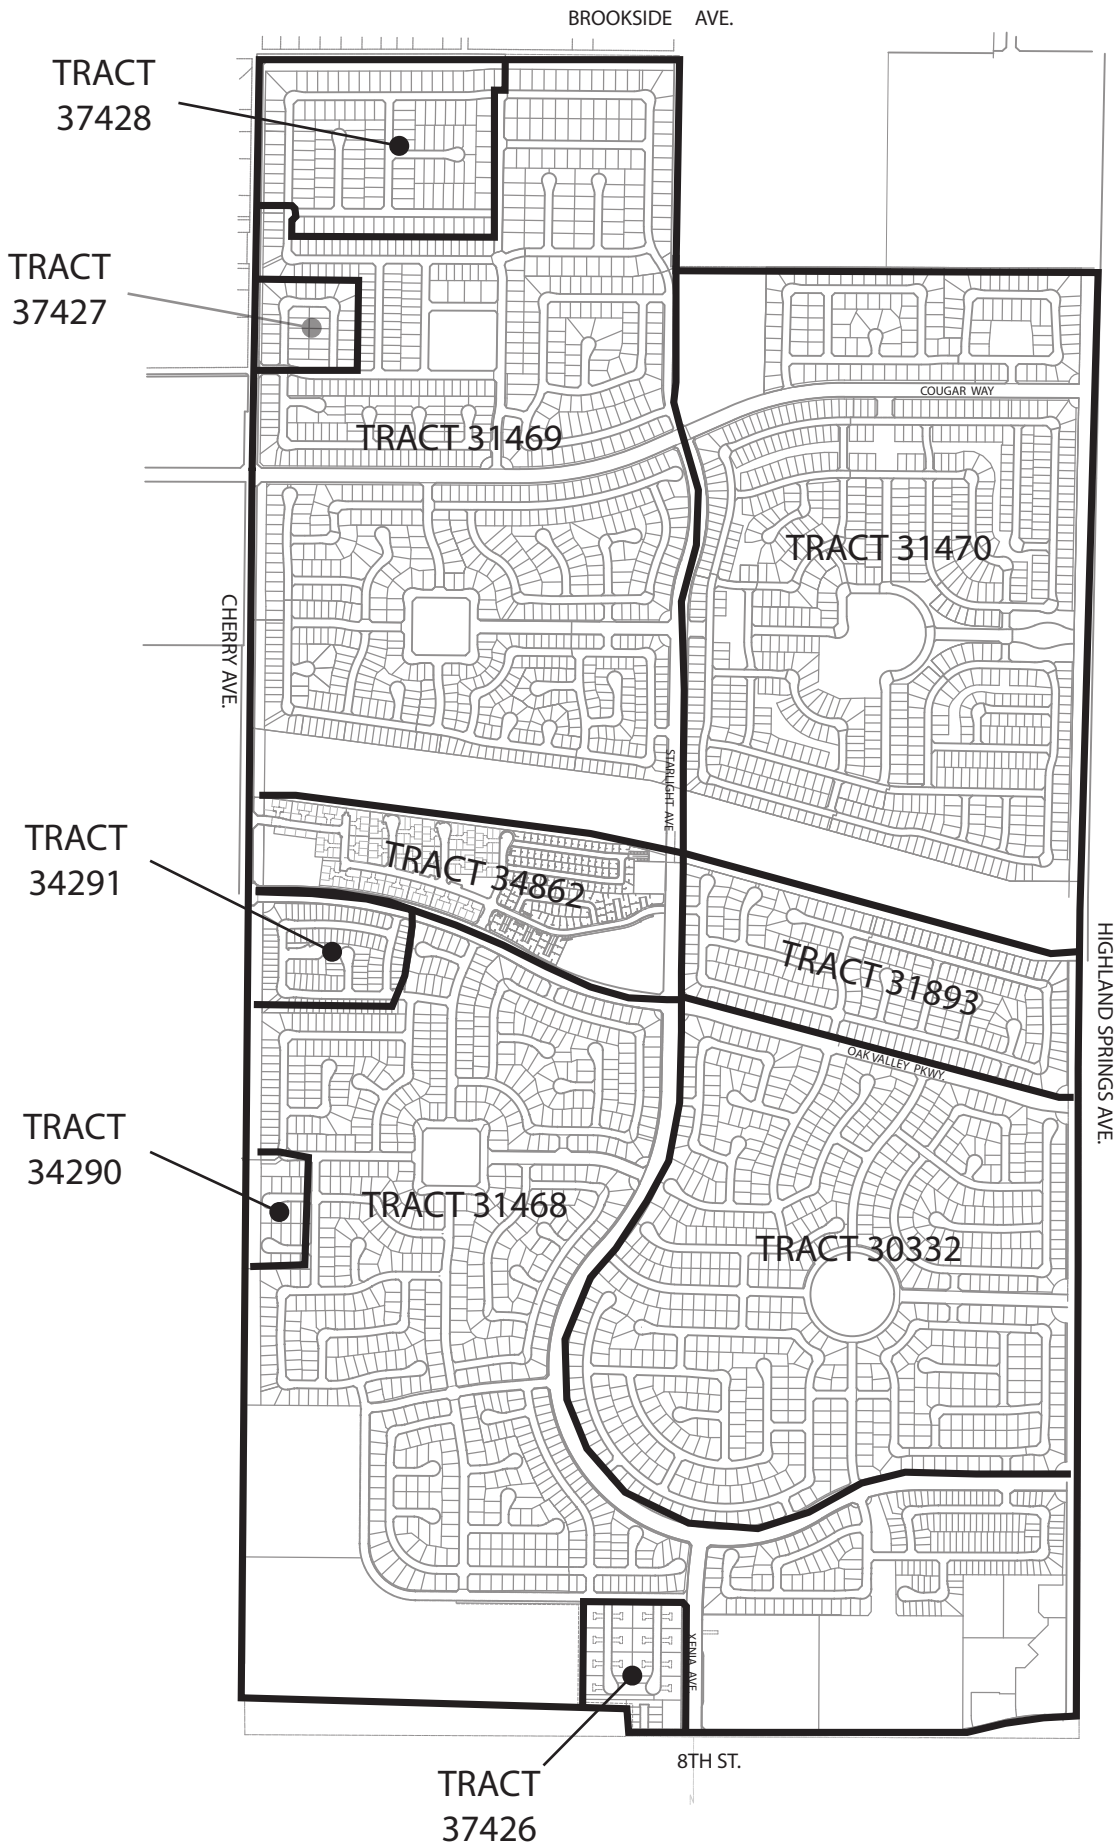 BROOKSIDE AVE.
TRACT
37428
TRACT
37427
COUGAR WAY
TRACT 31469
TRACT 31470
CHERRY AVE.
STARLIGHT AVE
TRACT
34291
TRACT 34862
TRACT 31893
HIGHLAND SPRINGS AVE.
OAK VALLEY PKWY.
TRACT
34290
TRACT 31468
TRACT 30332
XENIA AVE
8TH ST.
TRACT
37426